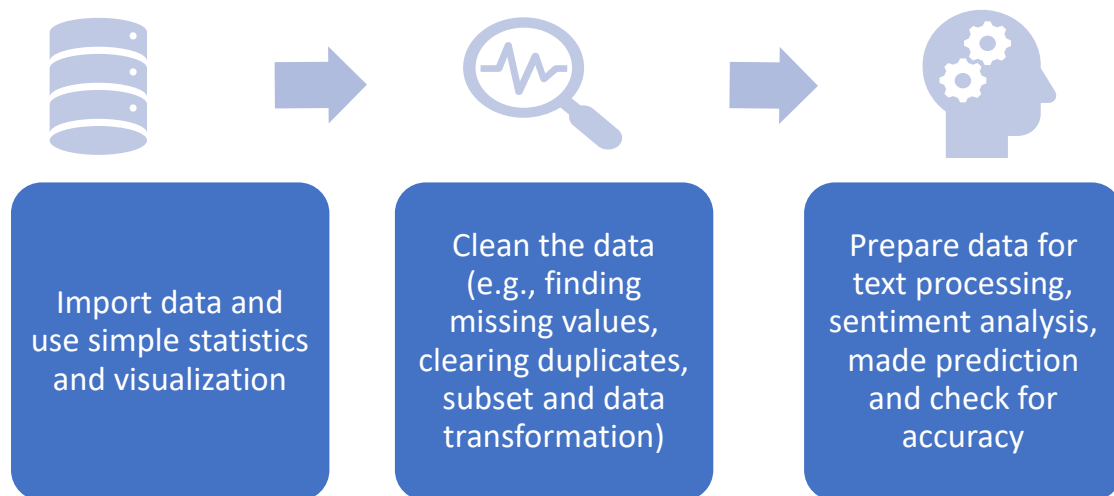 Import data and
use simple statistics
and visualization
Clean the data
(e.g., finding
missing values,
clearing duplicates,
subset and data
transformation)
Prepare data for
text processing,
sentiment analysis,
made prediction
and check for
accuracy